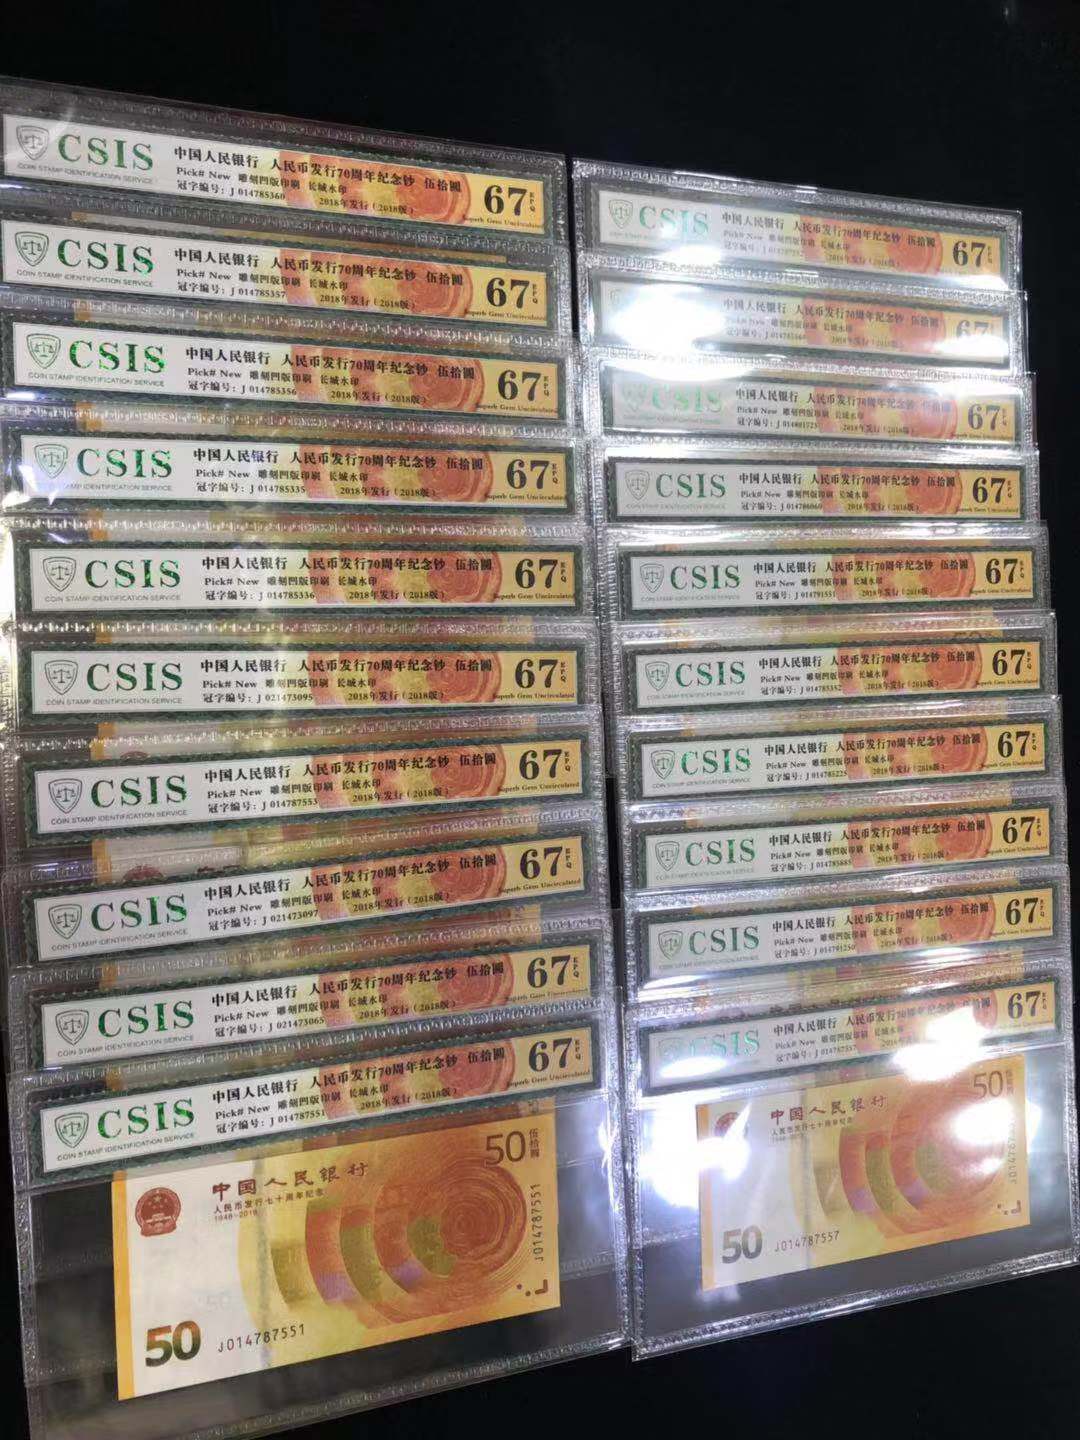 CSIS
COIN STAMP IDENTIFICATION SERVICE
中国人民银行 人民币发行70周年纪念钞 伍拾圆
Pick# New 雕刻凹版印刷 长城水印
冠字编号: J 014785360 2018年发行（2018版）
67 EPQ
Superb Gem Uncirculated
CSIS
COIN STAMP IDENTIFICATION SERVICE
中国人民银行 人民币发行70周年纪念钞 伍拾圆
Pick# New 雕刻凹版印刷 长城水印
冠字编号: J 014785357 2018年发行（2018版）
67 EPQ
Superb Gem Uncirculated
CSIS
COIN STAMP IDENTIFICATION SERVICE
中国人民银行 人民币发行70周年纪念钞 伍拾圆
Pick# New 雕刻凹版印刷 长城水印
冠字编号: J 014785356 2018年发行（2018版）
67 EPQ
Superb Gem Uncirculated
CSIS
STAMP IDENTIFICATION SERVICE
中国人民银行 人民币发行70周年纪念钞 伍拾圆
Pick# New 雕刻凹版印刷 长城水印
冠字编号: J 014785335 2018年发行（2018版）
67 EPQ
Superb Gem Uncirculated
CSIS
COIN STAMP IDENTIFICATION SERVICE
中国人民银行 人民币发行70周年纪念钞 伍拾圆
Pick# New 雕刻凹版印刷 长城水印
冠字编号: J 014785336 2018年发行（2018版）
67 EPQ
Superb Gem Uncirculated
CSIS
COIN STAMP IDENTIFICATION SERVICE
中国人民银行 人民币发行70周年纪念钞 伍拾圆
Pick# New 雕刻凹版印刷 长城水印
冠字编号: J 021473095 2018年发行（2018版）
67 EPQ
Superb Gem Uncirculated
CSIS
COIN STAMP IDENTIFICATION SERVICE
中国人民银行 人民币发行70周年纪念钞 伍拾圆
Pick# New 雕刻凹版印刷 长城水印
冠字编号: J 014787553 2018年发行（2018版）
67 EPQ
Superb Gem Uncirculated
CSIS
COIN STAMP IDENTIFICATION SERVICE
中国人民银行 人民币发行70周年纪念钞 伍拾圆
Pick# New 雕刻凹版印刷 长城水印
冠字编号: J 021473097 2018年发行（2018版）
67 EPQ
Superb Gem Uncirculated
CSIS
COIN STAMP IDENTIFICATION SERVICE
中国人民银行 人民币发行70周年纪念钞 伍拾圆
Pick# New 雕刻凹版印刷 长城水印
冠字编号: J 021473065 2018年发行（2018版）
67 EPQ
Superb Gem Uncirculated
CSIS
COIN STAMP IDENTIFICATION SERVICE
中国人民银行 人民币发行70周年纪念钞 伍拾圆
Pick# New 雕刻凹版印刷 长城水印
冠字编号: J 014787551 2018年发行（2018版）
67 EPQ
Superb Gem Uncirculated
50 伍拾圆
中国人民银行
人民币发行七十周年纪念
1948-2018
J014787551
50 J014787551
CSIS
中国人民银行 人民币发行70周年纪念钞 伍拾圆
Pick# New 雕刻凹版印刷 长城水印
2018年发行（2018版）
67
中国人民银行 人民币发行70周年纪念钞 伍拾圆
雕刻凹版印刷 长城水印
67
CSIS
中国人民银行 人民币发行70周年纪念钞 伍拾圆
Pick# New 雕刻凹版印刷 长城水印
2018年发行（2018版）
67
CSIS
中国人民银行 人民币发行70周年纪念钞 伍拾圆
Pick# New 雕刻凹版印刷 长城水印
冠字编号: J 014786060 2018年发行（2018版）
67 EPQ
Superb Gem Uncirculated
CSIS
COIN STAMP IDENTIFICATION SERVICE
中国人民银行 人民币发行70周年纪念钞 伍拾圆
Pick# New 雕刻凹版印刷 长城水印
冠字编号: J 014791551 2018年发行（2018版）
67 EPQ
Superb Gem Uncirculated
CSIS
COIN STAMP IDENTIFICATION SERVICE
中国人民银行 人民币发行70周年纪念钞 伍拾圆
Pick# New 雕刻凹版印刷 长城水印
冠字编号: J 014785352 2018年发行（2018版）
67 EPQ
Superb Gem Uncirculated
CSIS
COIN STAMP IDENTIFICATION SERVICE
中国人民银行 人民币发行70周年纪念钞 伍拾圆
Pick# New 雕刻凹版印刷 长城水印
冠字编号: J 014785225 2018年发行（2018版）
67 EPQ
Superb Gem Uncirculated
CSIS
COIN STAMP IDENTIFICATION SERVICE
中国人民银行 人民币发行70周年纪念钞 伍拾圆
Pick# New 雕刻凹版印刷 长城水印
冠字编号: J 014785885 2018年发行（2018版）
67 EPQ
Superb Gem Uncirculated
CSIS
COIN STAMP IDENTIFICATION SERVICE
中国人民银行 人民币发行70周年纪念钞 伍拾圆
Pick# New 雕刻凹版印刷 长城水印
冠字编号: J 014791250 2018年发行（2018版）
67 EPQ
Superb Gem Uncirculated
CSIS
中国人民银行 人民币发行70周年纪念钞 伍拾圆
Pick# New 雕刻凹版印刷 长城水印
冠字编号: J 014787557
67 EPQ
50
中国人民银行
人民币发行七十周年纪念
1948-2018
50 J014787557